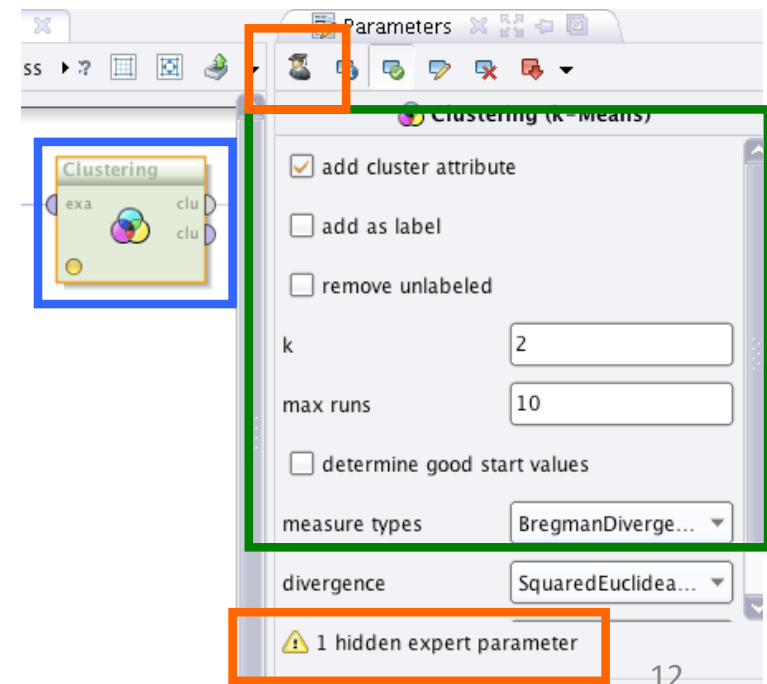 Parameters
ss
Clustering (k-Means)
Clustering
exa clu
clu
add cluster attribute
add as label
remove unlabeled
k 2
max runs 10
determine good start values
measure types BregmanDiverge...
divergence SquaredEuclidea...
1 hidden expert parameter
12